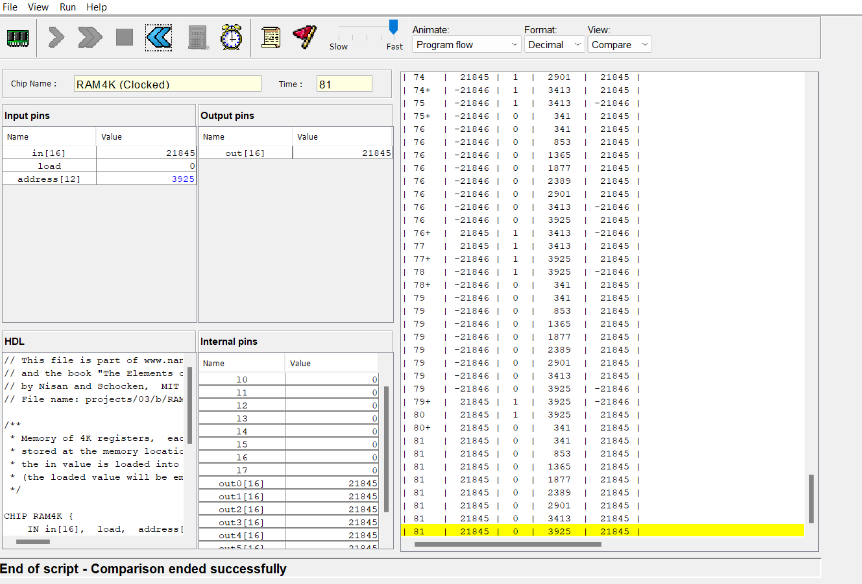 File View Run Help
Slow Fast
Animate: Format: View:
Program flow Decimal Compare
Chip Name : RAM4K (Clocked) Time : 81
Input pins
Name Value
in[16] 21845
load 0
address[12] 3925
Output pins
Name Value
out[16] 21845
HDL
// This file is part of www.nan
// and the book "The Elements o
// by Nisan and Schocken, MIT
// File name: projects/03/b/RAM
/**
* Memory of 4K registers, eac
* stored at the memory locatio
* the in value is loaded into
* (the loaded value will be em
*/
CHIP RAM4K {
IN in[16], load, address[
Internal pins
Name Value
l0 0
l1 0
l2 0
l3 0
l4 0
l5 0
l6 0
l7 0
out0[16] 21845
out1[16] 21845
out2[16] 21845
out3[16] 21845
out4[16] 21845
out5[16] 21845
| 74 | 21845 | 1 | 2901 | 21845 |
| 74+ | -21846 | 1 | 3413 | 21845 |
| 75 | -21846 | 1 | 3413 | -21846 |
| 75+ | -21846 | 0 | 341 | 21845 |
| 76 | -21846 | 0 | 341 | 21845 |
| 76 | -21846 | 0 | 853 | 21845 |
| 76 | -21846 | 0 | 1365 | 21845 |
| 76 | -21846 | 0 | 1877 | 21845 |
| 76 | -21846 | 0 | 2389 | 21845 |
| 76 | -21846 | 0 | 2901 | 21845 |
| 76 | -21846 | 0 | 3413 | -21846 |
| 76 | -21846 | 0 | 3925 | 21845 |
| 76+ | 21845 | 1 | 3413 | -21846 |
| 77 | 21845 | 1 | 3413 | 21845 |
| 77+ | -21846 | 1 | 3925 | 21845 |
| 78 | -21846 | 1 | 3925 | -21846 |
| 78+ | -21846 | 0 | 341 | 21845 |
| 79 | -21846 | 0 | 341 | 21845 |
| 79 | -21846 | 0 | 853 | 21845 |
| 79 | -21846 | 0 | 1365 | 21845 |
| 79 | -21846 | 0 | 1877 | 21845 |
| 79 | -21846 | 0 | 2389 | 21845 |
| 79 | -21846 | 0 | 2901 | 21845 |
| 79 | -21846 | 0 | 3413 | 21845 |
| 79 | -21846 | 0 | 3925 | -21846 |
| 79+ | 21845 | 1 | 3925 | -21846 |
| 80 | 21845 | 1 | 3925 | 21845 |
| 80+ | 21845 | 0 | 341 | 21845 |
| 81 | 21845 | 0 | 341 | 21845 |
| 81 | 21845 | 0 | 853 | 21845 |
| 81 | 21845 | 0 | 1365 | 21845 |
| 81 | 21845 | 0 | 1877 | 21845 |
| 81 | 21845 | 0 | 2389 | 21845 |
| 81 | 21845 | 0 | 2901 | 21845 |
| 81 | 21845 | 0 | 3413 | 21845 |
| 81 | 21845 | 0 | 3925 | 21845 |
End of script - Comparison ended successfully